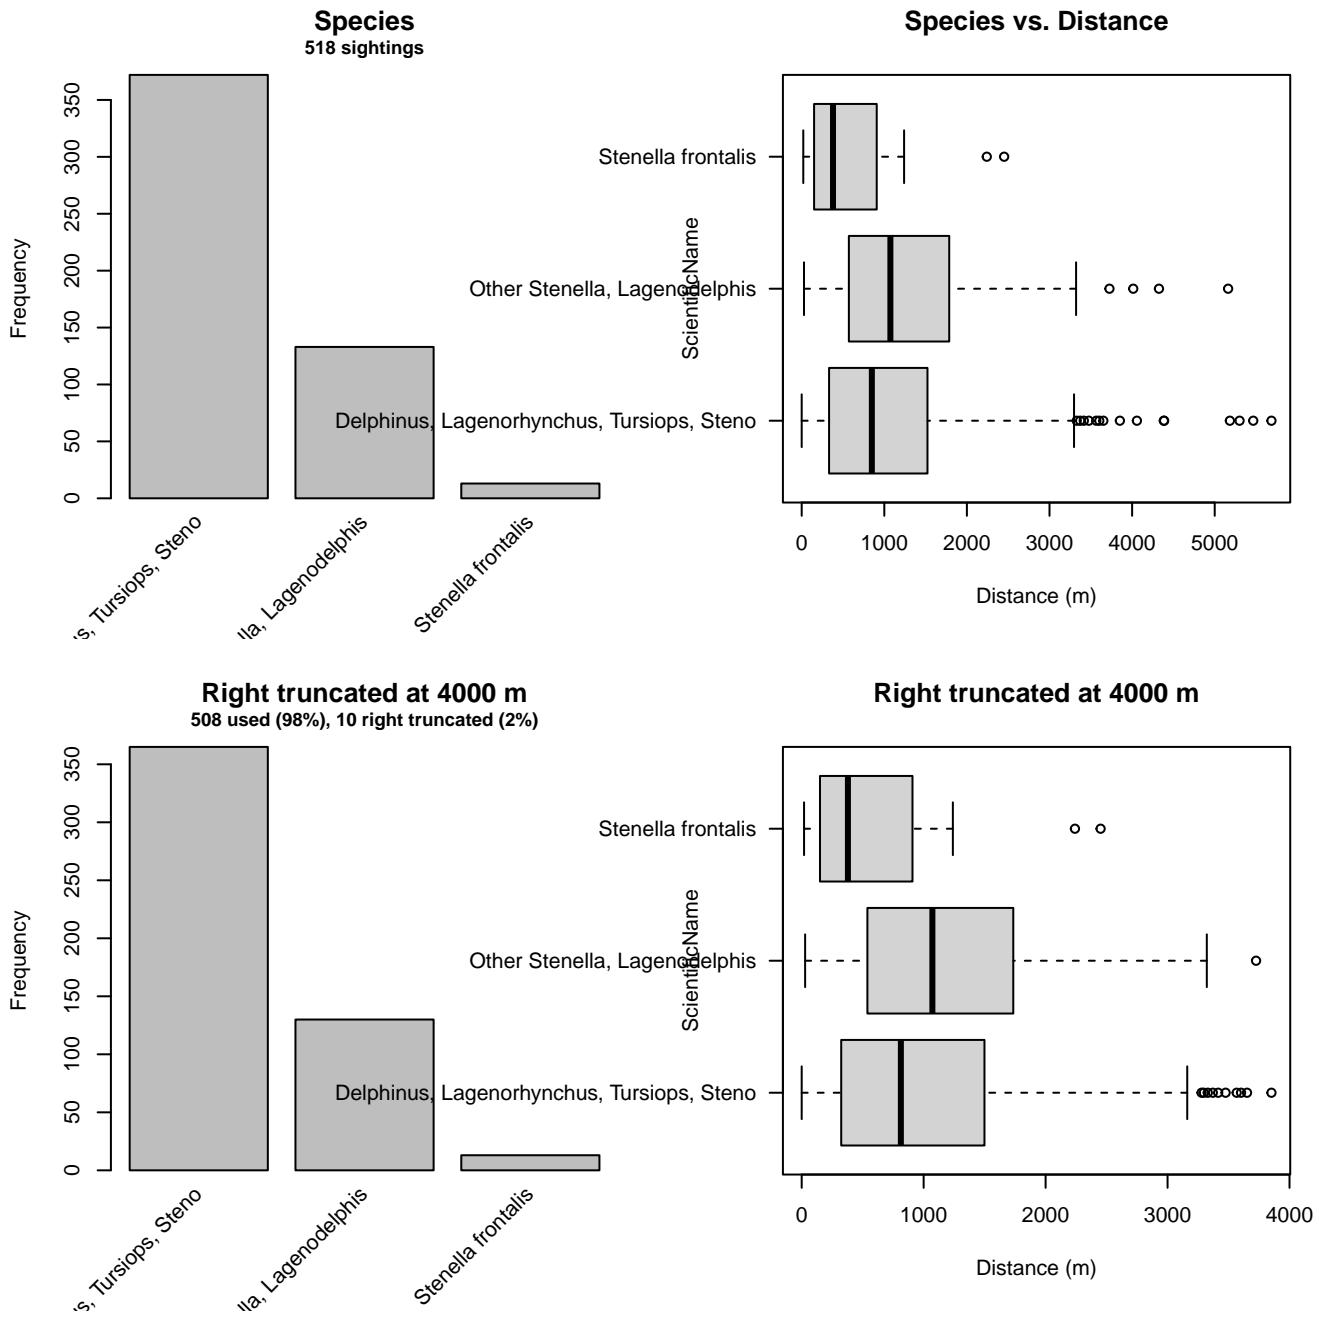 Species
518 sightings
Frequency
0
50
100
150
200
250
300
350
s, Tursiops, Steno
lla, Lagenodelphis
Stenella frontalis
Species vs. Distance
ScientificName
Stenella frontalis
Other Stenella, Lagenodelphis
Delphinus, Lagenorhynchus, Tursiops, Steno
0 1000 2000 3000 4000 5000
Distance (m)
Right truncated at 4000 m
508 used (98%), 10 right truncated (2%)
Frequency
0
50
100
150
200
250
300
350
s, Tursiops, Steno
lla, Lagenodelphis
Stenella frontalis
Right truncated at 4000 m
ScientificName
Stenella frontalis
Other Stenella, Lagenodelphis
Delphinus, Lagenorhynchus, Tursiops, Steno
0 1000 2000 3000 4000
Distance (m)